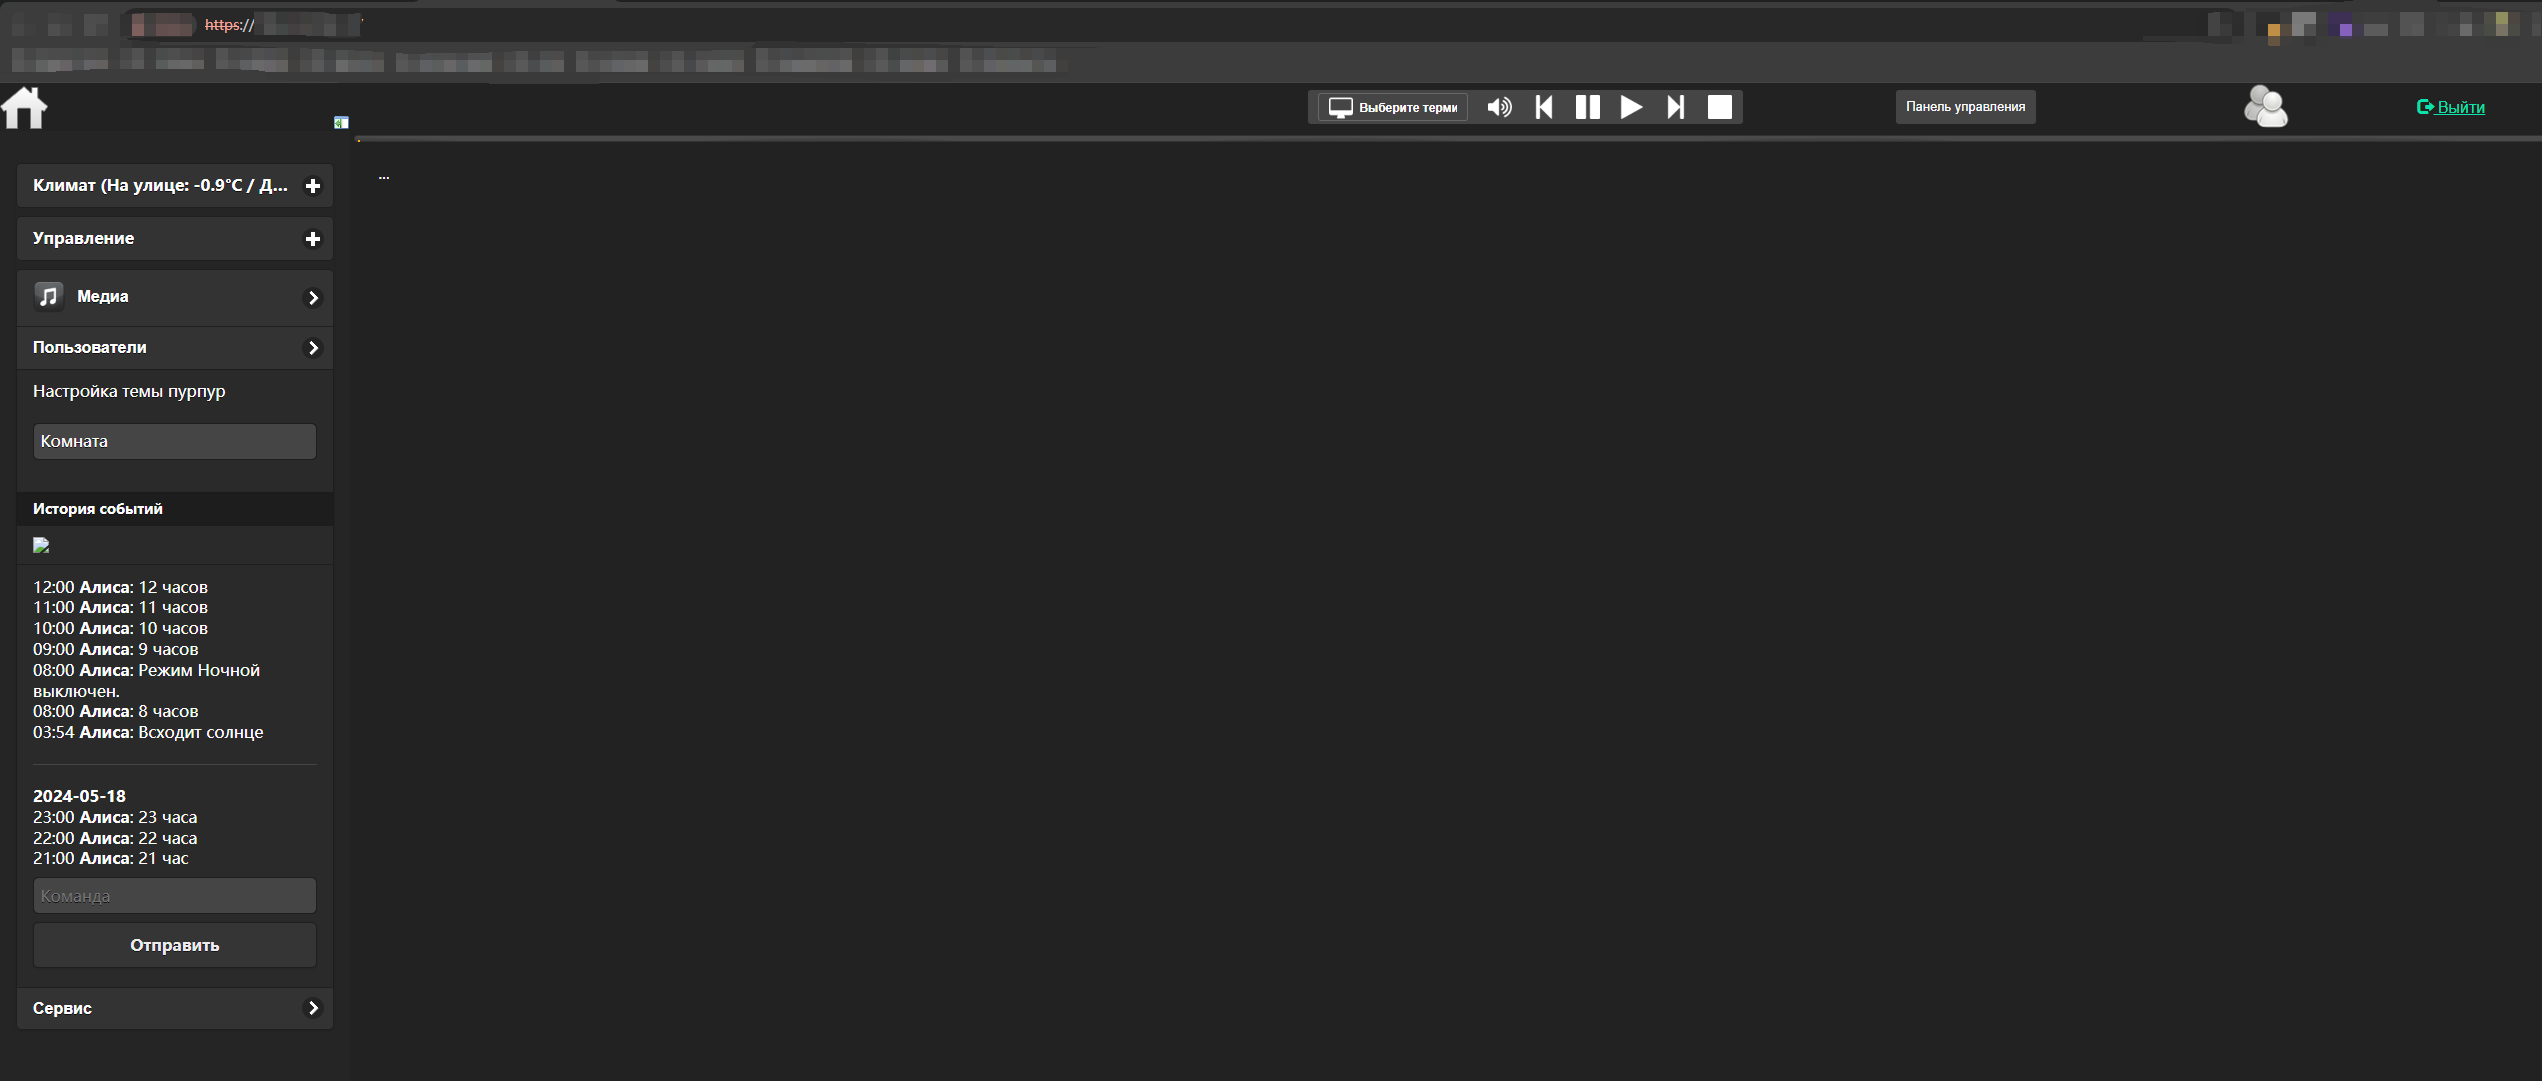 https://
Выберите терми
Панель управления
Выйти
Климат (На улице: -0.9°C / Д...
Управление
Медиа
Пользователи
Настройка темы пурпур
Комната
История событий
12:00 Алиса: 12 часов
11:00 Алиса: 11 часов
10:00 Алиса: 10 часов
09:00 Алиса: 9 часов
08:00 Алиса: Режим Ночной
выключен.
08:00 Алиса: 8 часов
03:54 Алиса: Всходит солнце
2024-05-18
23:00 Алиса: 23 часа
22:00 Алиса: 22 часа
21:00 Алиса: 21 час
Команда
Отправить
Сервис
...